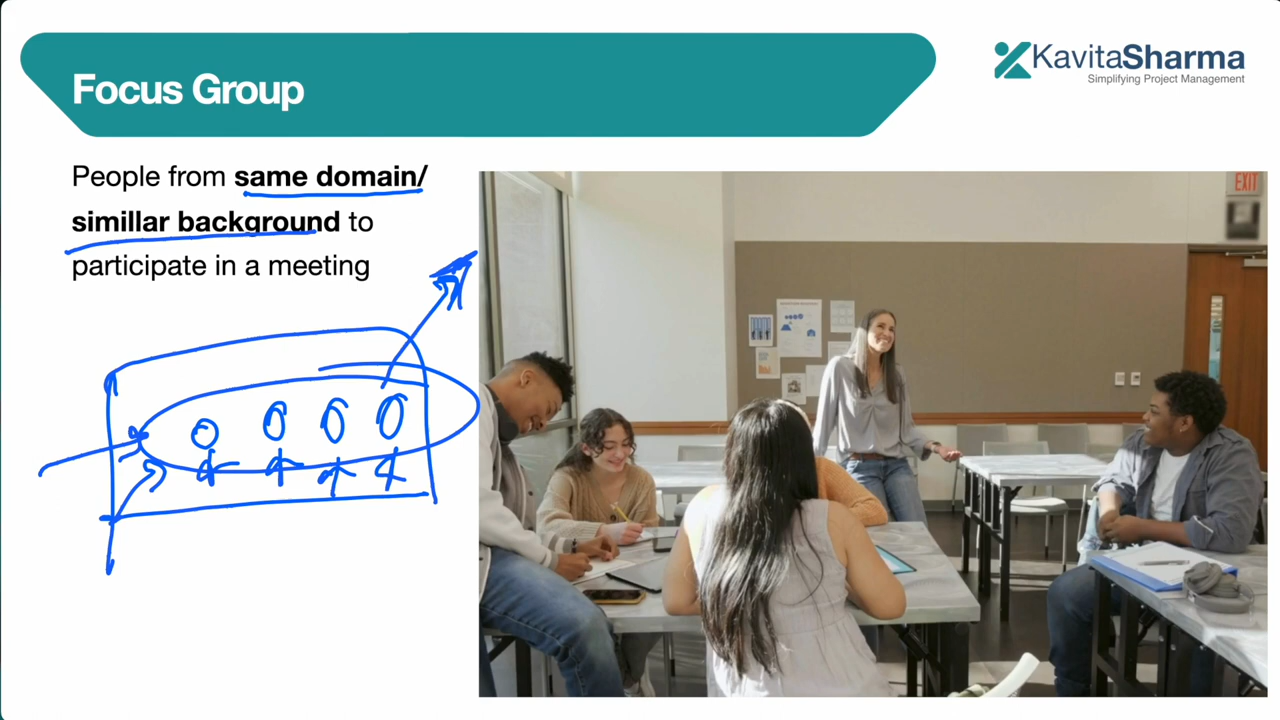 Focus Group
KavitaSharma
Simplifying Project Management
People from same domain/
simillar background to
participate in a meeting
EXIT